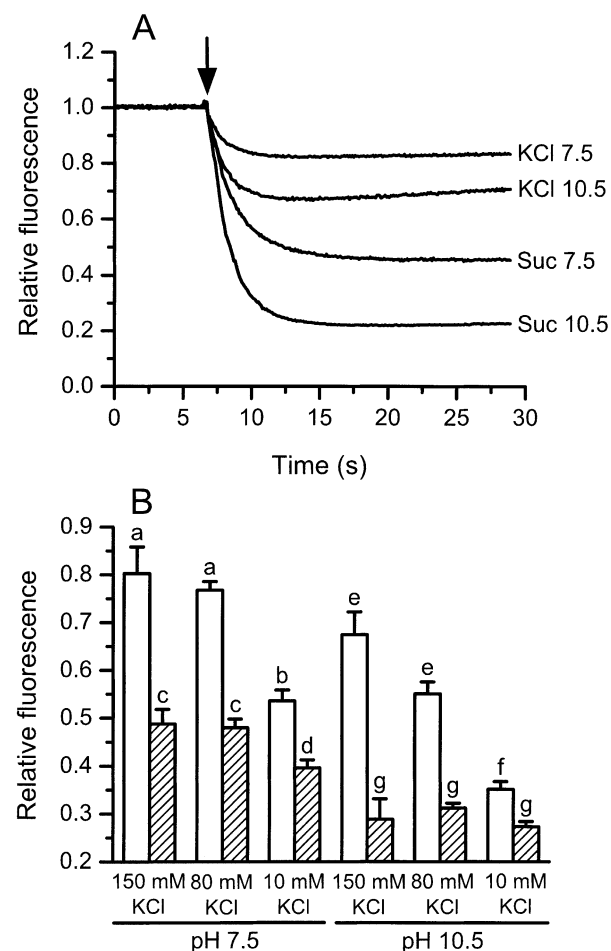 A
1.2
1.0
0.8
0.6
0.4
0.2
0.0
Relative fluorescence
KCl 7.5
KCl 10.5
Suc 7.5
Suc 10.5
0 5 10 15 20 25 30
Time (s)
B
0.9
0.8
0.7
0.6
0.5
0.4
0.3
0.2
Relative fluorescence
a c a c b d e g e g f g
150 mM 80 mM 10 mM 150 mM 80 mM 10 mM
KCl KCl KCl KCl KCl KCl
pH 7.5 pH 10.5